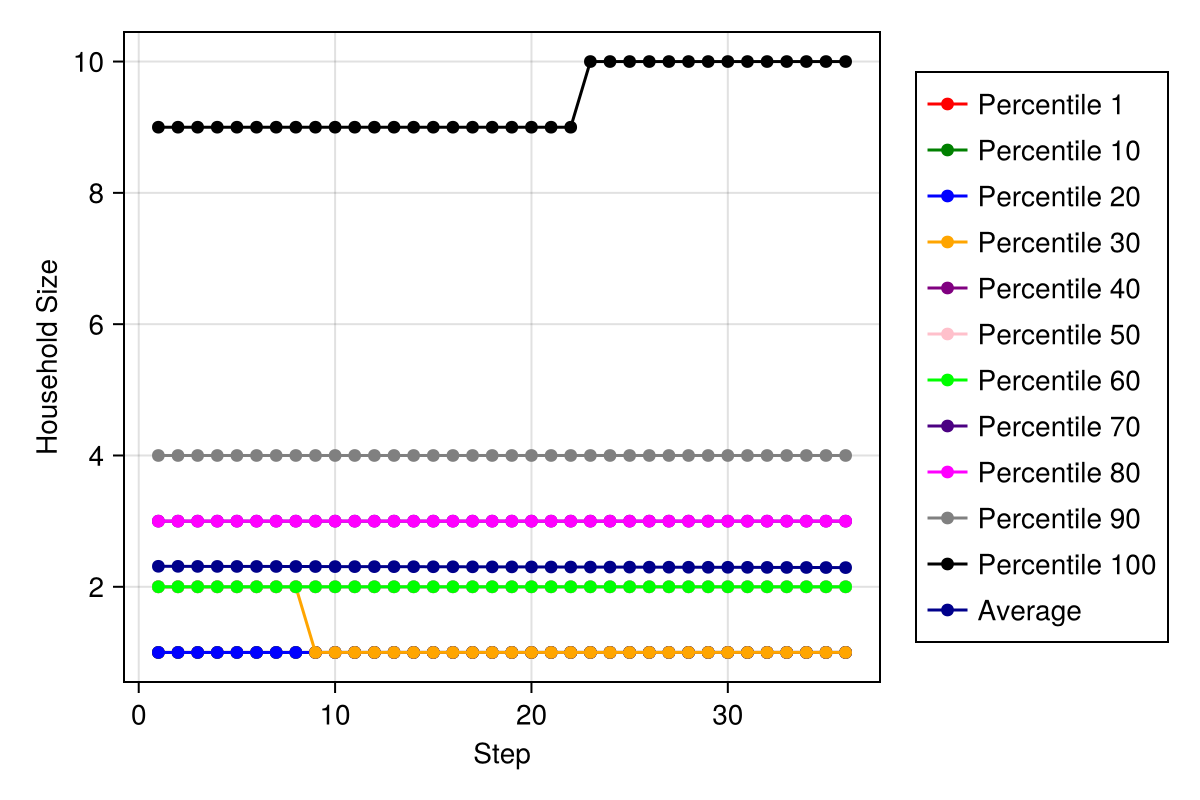 10
8
6
4
2
Household Size
0 10 20 30
Step
Percentile 1
Percentile 10
Percentile 20
Percentile 30
Percentile 40
Percentile 50
Percentile 60
Percentile 70
Percentile 80
Percentile 90
Percentile 100
Average